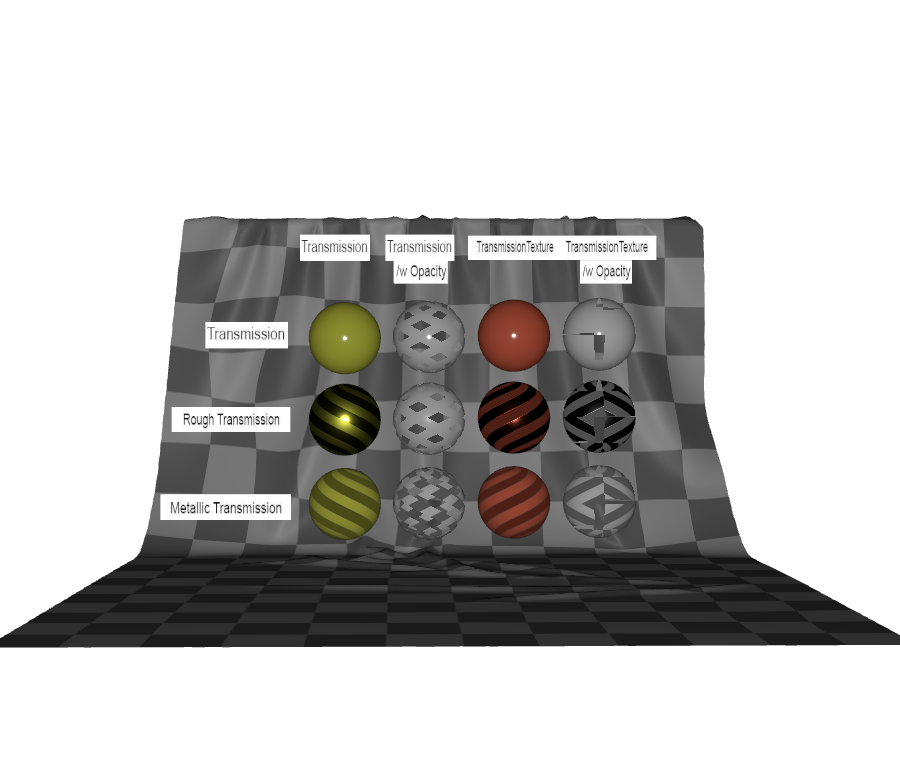 Transmission
Transmission
/w Opacity
TransmissionTexture
TransmissionTexture
/w Opacity
Transmission
Rough Transmission
Metallic Transmission